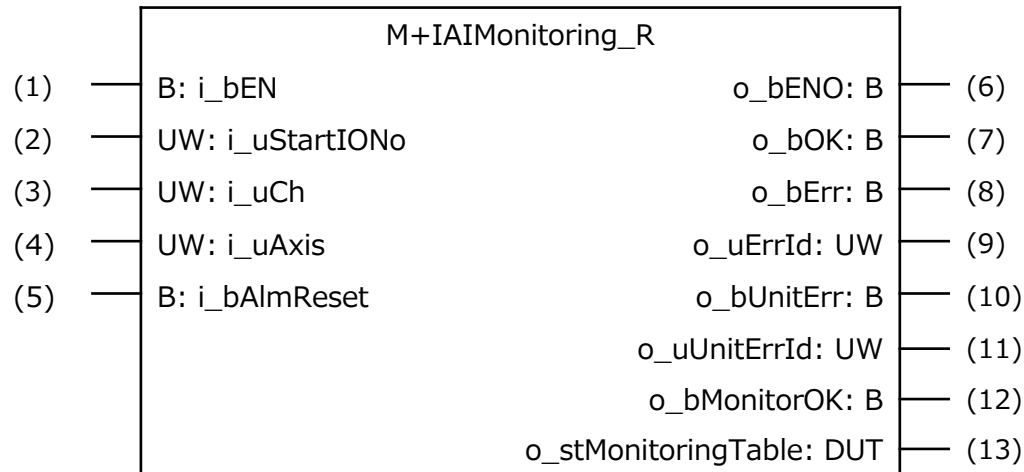 M+IAIMonitoring_R
(1) B: i_bEN o_bENO: B (6)
(2) UW: i_uStartIONo o_bOK: B (7)
(3) UW: i_uCh o_bErr: B (8)
(4) UW: i_uAxis o_uErrId: UW (9)
(5) B: i_bAlmReset o_bUnitErr: B (10)
o_uUnitErrId: UW (11)
o_bMonitorOK: B (12)
o_stMonitoringTable: DUT (13)